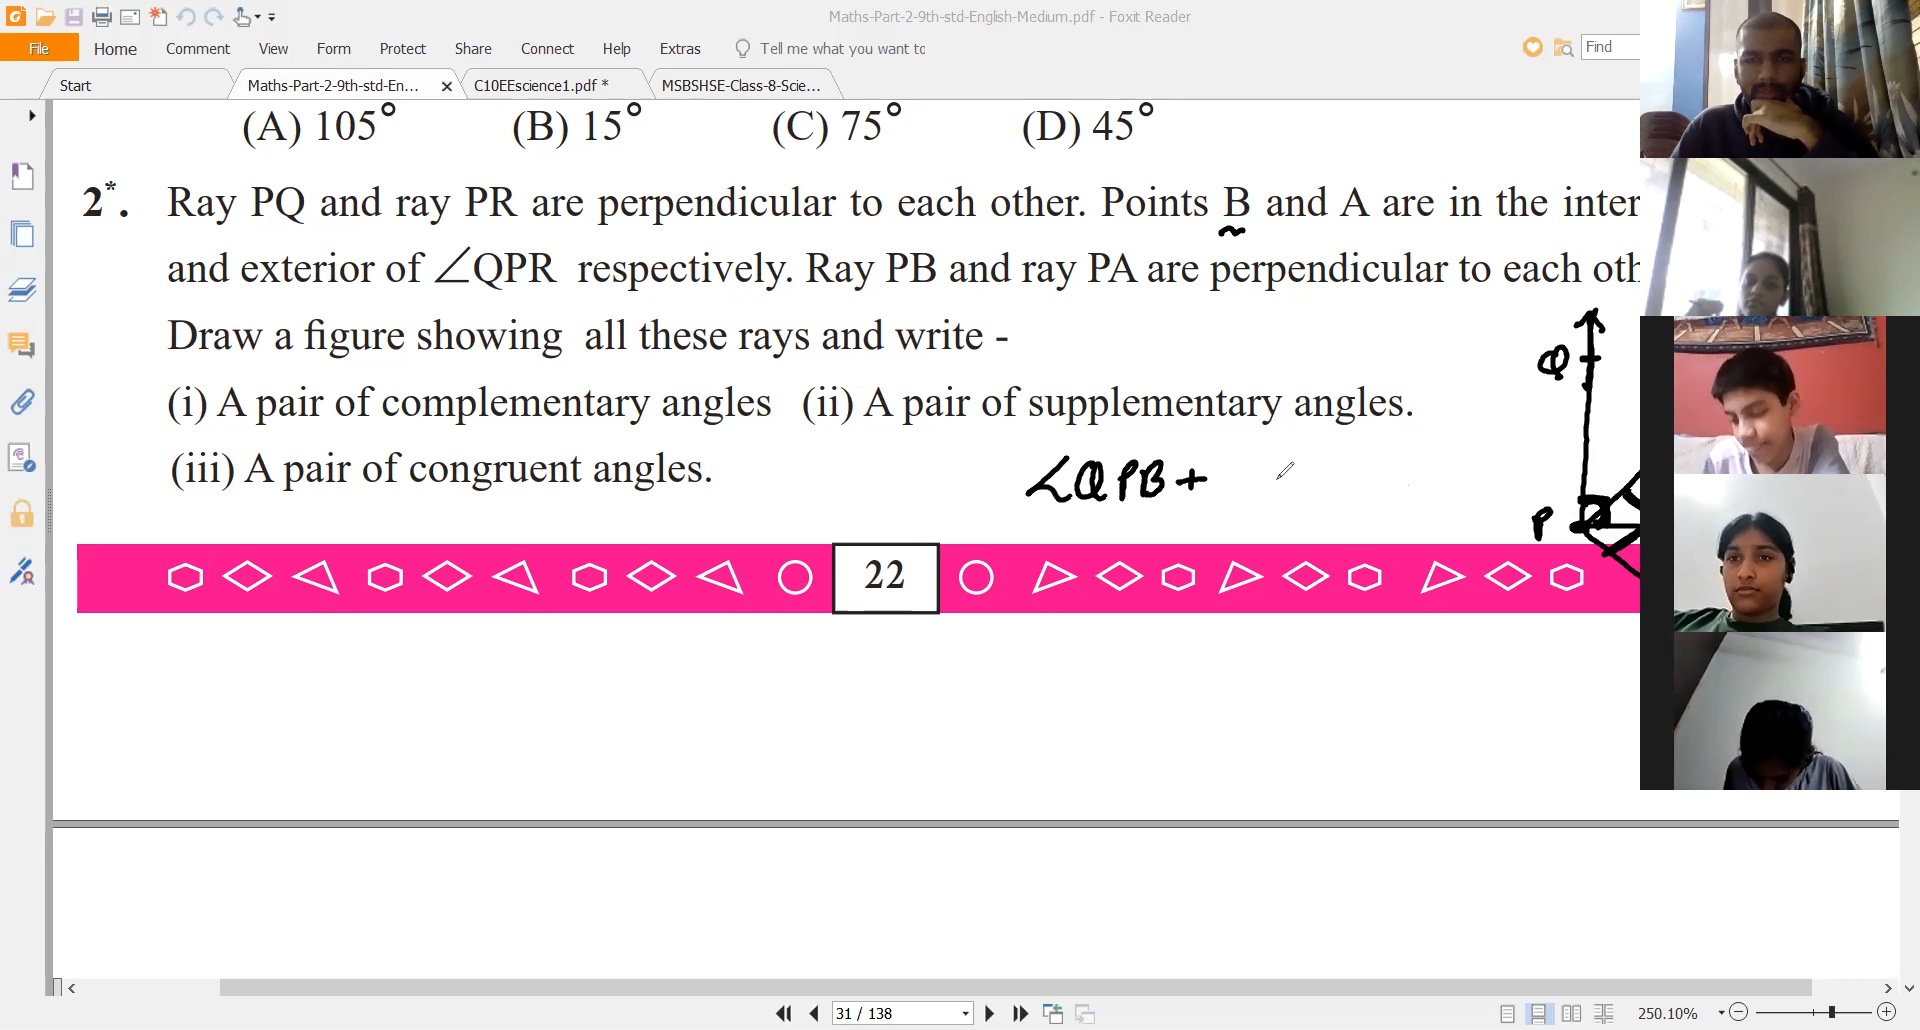 Maths-Part-2-9th-std-English-Medium.pdf - Foxit Reader
File Home Comment View Form Protect Share Connect Help Extras Tell me what you want to Find
Start Maths-Part-2-9th-std-En... C10EEscience1.pdf * MSBSHSE-Class-8-Scie...
(A) 105° (B) 15° (C) 75° (D) 45°
2*. Ray PQ and ray PR are perpendicular to each other. Points B and A are in the inter
and exterior of ∠QPR respectively. Ray PB and ray PA are perpendicular to each oth
Draw a figure showing all these rays and write -
Q
(i) A pair of complementary angles (ii) A pair of supplementary angles.
(iii) A pair of congruent angles.
∠QPB+
P
22
31 / 138
250.10%